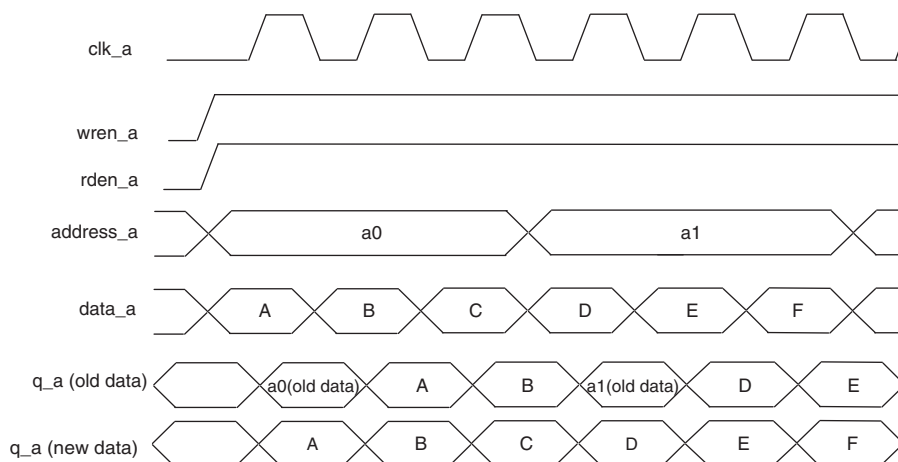 clk_a
wren_a
rden_a
address_a a0 a1
data_a A B C D E F
q_a (old data) a0(old data) A B a1(old data) D E
q_a (new data) A B C D E F